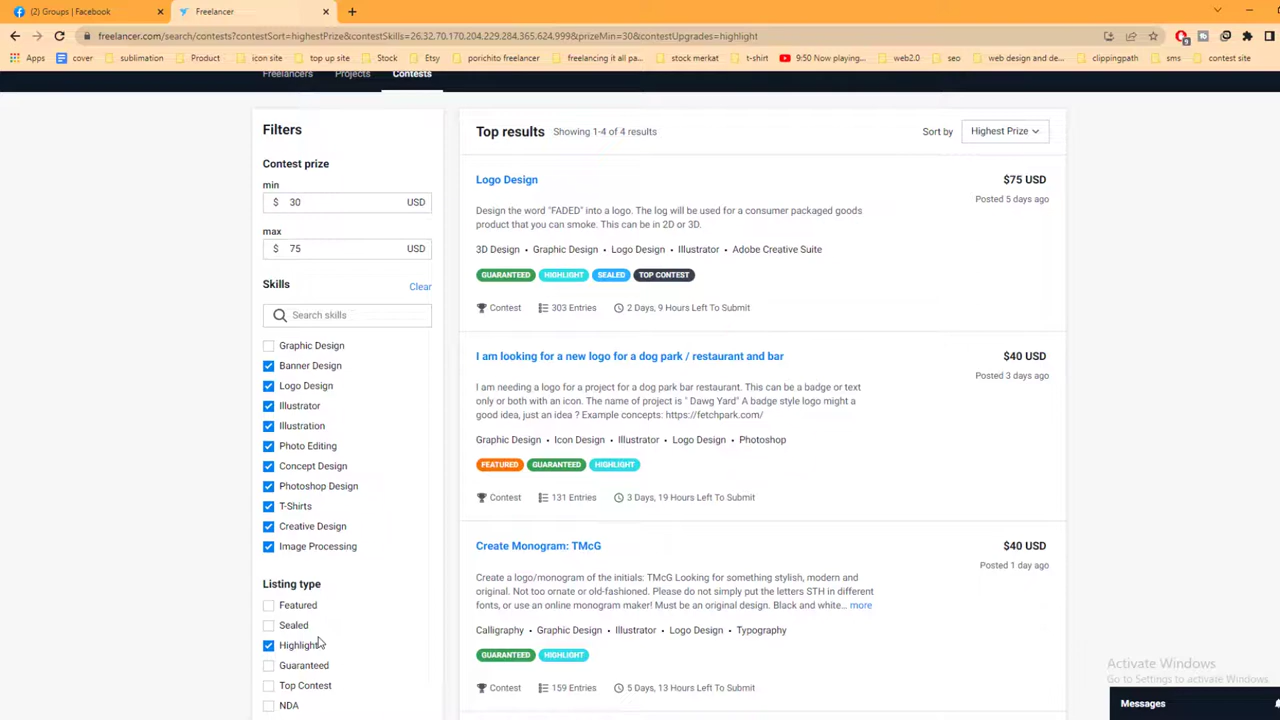 (2) Groups | Facebook
Freelancer
freelancer.com/search/contests?contestSort=highestPrize&contestSkills=26,32,70,170,204,229,284,365,624,999&prizeMin=30&contestUpgrades=highlight
Apps cover sublimation Product icon site top up site Stock Etsy porichito freelancer freelancing it all pa... stock merkat t-shirt 9:50 Now playing... web2.0 seo web design and de... clippingpath sms contest site
Freelancers Projects Contests
Filters
Contest prize
min
$ 30 USD
max
$ 75 USD
Skills Clear
Search skills
Graphic Design
Banner Design
Logo Design
Illustrator
Illustration
Photo Editing
Concept Design
Photoshop Design
T-Shirts
Creative Design
Image Processing
Listing type
Featured
Sealed
Highlight
Guaranteed
Top Contest
NDA
Top results Showing 1-4 of 4 results Sort by Highest Prize
Logo Design $75 USD
Posted 5 days ago
Design the word "FADED" into a logo. The log will be used for a consumer packaged goods
product that you can smoke. This can be in 2D or 3D.
3D Design • Graphic Design • Logo Design • Illustrator • Adobe Creative Suite
GUARANTEED HIGHLIGHT SEALED TOP CONTEST
Contest 303 Entries 2 Days, 9 Hours Left To Submit
I am looking for a new logo for a dog park / restaurant and bar $40 USD
Posted 3 days ago
I am needing a logo for a project for a dog park bar restaurant. This can be a badge or text
only or both with an icon. The name of project is " Dawg Yard" A badge style logo might a
good idea, just an idea ? Example concepts: https://fetchpark.com/
Graphic Design • Icon Design • Illustrator • Logo Design • Photoshop
FEATURED GUARANTEED HIGHLIGHT
Contest 131 Entries 3 Days, 19 Hours Left To Submit
Create Monogram: TMcG $40 USD
Posted 1 day ago
Create a logo/monogram of the initials: TMcG Looking for something stylish, modern and
original. Not too ornate or old-fashioned. Please do not simply put the letters STH in different
fonts, or use an online monogram maker! Must be an original design. Black and white... more
Calligraphy • Graphic Design • Illustrator • Logo Design • Typography
GUARANTEED HIGHLIGHT
Contest 159 Entries 5 Days, 13 Hours Left To Submit
Activate Windows
Go to Settings to activate Windows.
Messages